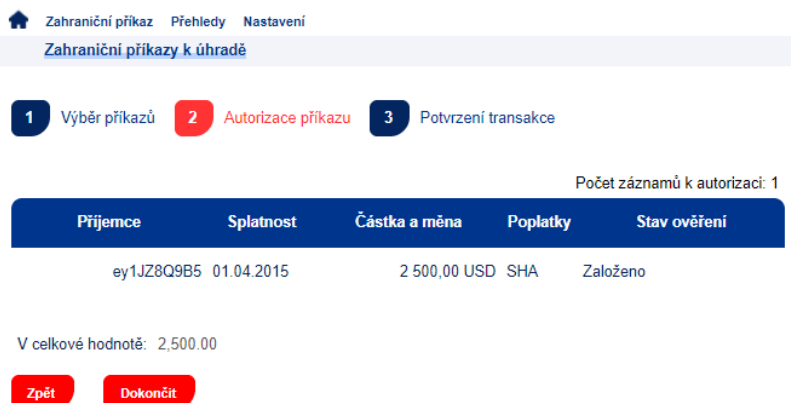 Zahraniční příkaz Přehledy Nastavení
Zahraniční příkazy k úhradě
1 Výběr příkazů 2 Autorizace příkazu 3 Potvrzení transakce
Počet záznamů k autorizaci: 1
Příjemce Splatnost Částka a měna Poplatky Stav ověření
ey1JZ8Q9B5 01.04.2015 2 500,00 USD SHA Založeno
V celkové hodnotě: 2,500.00
Zpět Dokončit